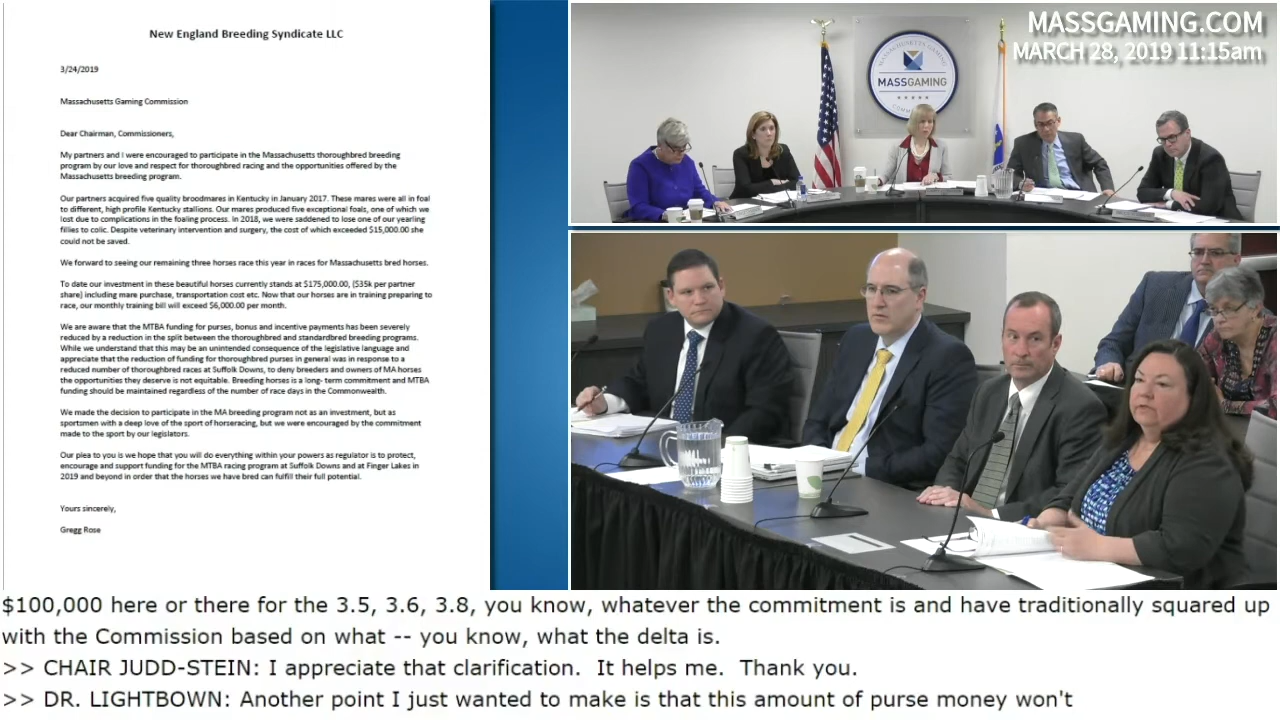 New England Breeding Syndicate LLC
3/24/2019
Massachusetts Gaming Commission
Dear Chairman, Commissioners,
My partners and I were encouraged to participate in the Massachusetts thoroughbred breeding
program by our love and respect for thoroughbred racing and the opportunities offered by the
Massachusetts breeding program.
Our partners acquired five quality broodmares in Kentucky in January 2017. These mares were all in foal
to different, high profile Kentucky stallions. Our mares produced five exceptional foals, one of which we
lost due to complications in the foaling process. In 2018, we were saddened to lose one of our yearling
fillies to colic. Despite veterinary intervention and surgery, the cost of which exceeded $15,000.00 she
could not be saved.
We forward to seeing our remaining three horses race this year in races for Massachusetts bred horses.
To date our investment in these beautiful horses currently stands at $175,000.00, ($35k per partner
share) including mare purchase, transportation cost etc. Now that our horses are in training preparing to
race, our monthly training bill will exceed $6,000.00 per month.
We are aware that the MTBA funding for purses, bonus and incentive payments has been severely
reduced by a reduction in the split between the thoroughbred and standardbred breeding programs.
While we understand that this may be an unintended consequence of the legislative language and
appreciate that the reduction of funding for thoroughbred purses in general was in response to a
reduced number of thoroughbred races at Suffolk Downs, to deny breeders and owners of MA horses
the opportunities they deserve is not equitable. Breeding horses is a long- term commitment and MTBA
funding should be maintained regardless of the number of race days in the Commonwealth.
We made the decision to participate in the MA breeding program not as an investment, but as
sportsmen with a deep love of the sport of horseracing, but we were encouraged by the commitment
made to the sport by our legislators.
Our plea to you is we hope that you will do everything within your powers as regulator is to protect,
encourage and support funding for the MTBA racing program at Suffolk Downs and at Finger Lakes in
2019 and beyond in order that the horses we have bred can fulfill their full potential.
Yours sincerely,
Gregg Rose
MASSGAMING.COM
MARCH 28, 2019 11:15am
MASSACHUSETTS GAMING
MASSGAMING
$100,000 here or there for the 3.5, 3.6, 3.8, you know, whatever the commitment is and have traditionally squared up
with the Commission based on what -- you know, what the delta is.
>> CHAIR JUDD-STEIN: I appreciate that clarification.  It helps me.  Thank you.
>> DR. LIGHTBOWN: Another point I just wanted to make is that this amount of purse money won't